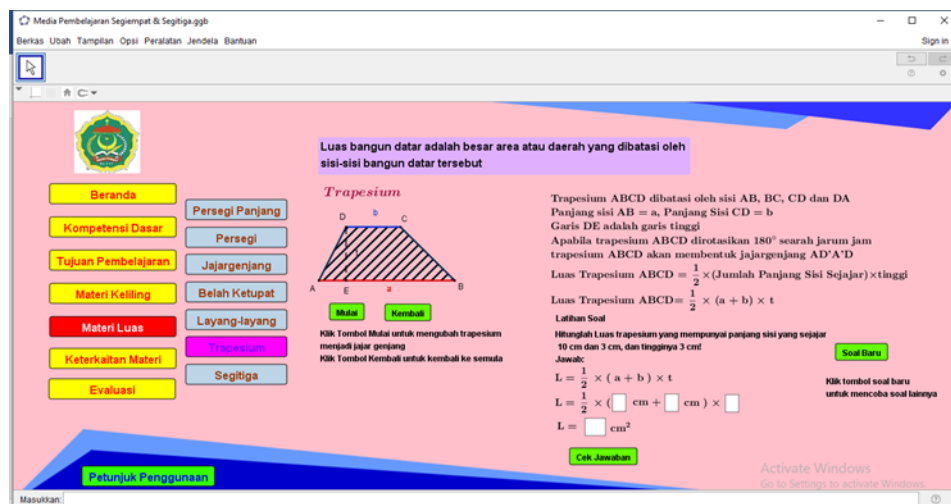 Media Pembelajaran Segiempat & Segitiga.ggb
Berkas Ubah Tampilan Opsi Peralatan Jendela Bantuan
Sign in
Luas bangun datar adalah besar area atau daerah yang dibatasi oleh
sisi-sisi bangun datar tersebut
Beranda
Kompetensi Dasar
Tujuan Pembelajaran
Materi Keliling
Materi Luas
Keterkaitan Materi
Evaluasi
Petunjuk Penggunaan
Persegi Panjang
Persegi
Jajargenjang
Belah Ketupat
Layang-layang
Trapesium
Segitiga
Trapesium
D b C
A E a B
Mulai Kembali
Klik Tombol Mulai untuk mengubah trapesium
menjadi jajar genjang
Klik Tombol Kembali untuk kembali ke semula
Trapesium ABCD dibatasi oleh sisi AB, BC, CD dan DA
Panjang sisi AB = a, Panjang Sisi CD = b
Garis DE adalah garis tinggi
Apabila trapesium ABCD dirotasikan 180° searah jarum jam
trapesium ABCD akan membentuk jajargenjang AD'A'D
Luas Trapesium ABCD = 1/2 ×(Jumlah Panjang Sisi Sejajar)×tinggi
Luas Trapesium ABCD= 1/2 × (a + b) × t
Latihan Soal
Hitunglah Luas trapesium yang mempunyai panjang sisi yang sejajar
10 cm dan 3 cm, dan tingginya 3 cm!
Jawab:
L = 1/2 × ( a + b ) × t
L = 1/2 × ( cm + cm ) ×
L = cm²
Cek Jawaban
Soal Baru
Klik tombol soal baru
untuk mencoba soal lainnya
Activate Windows
Go to Settings to activate Windows.
Masukkan: